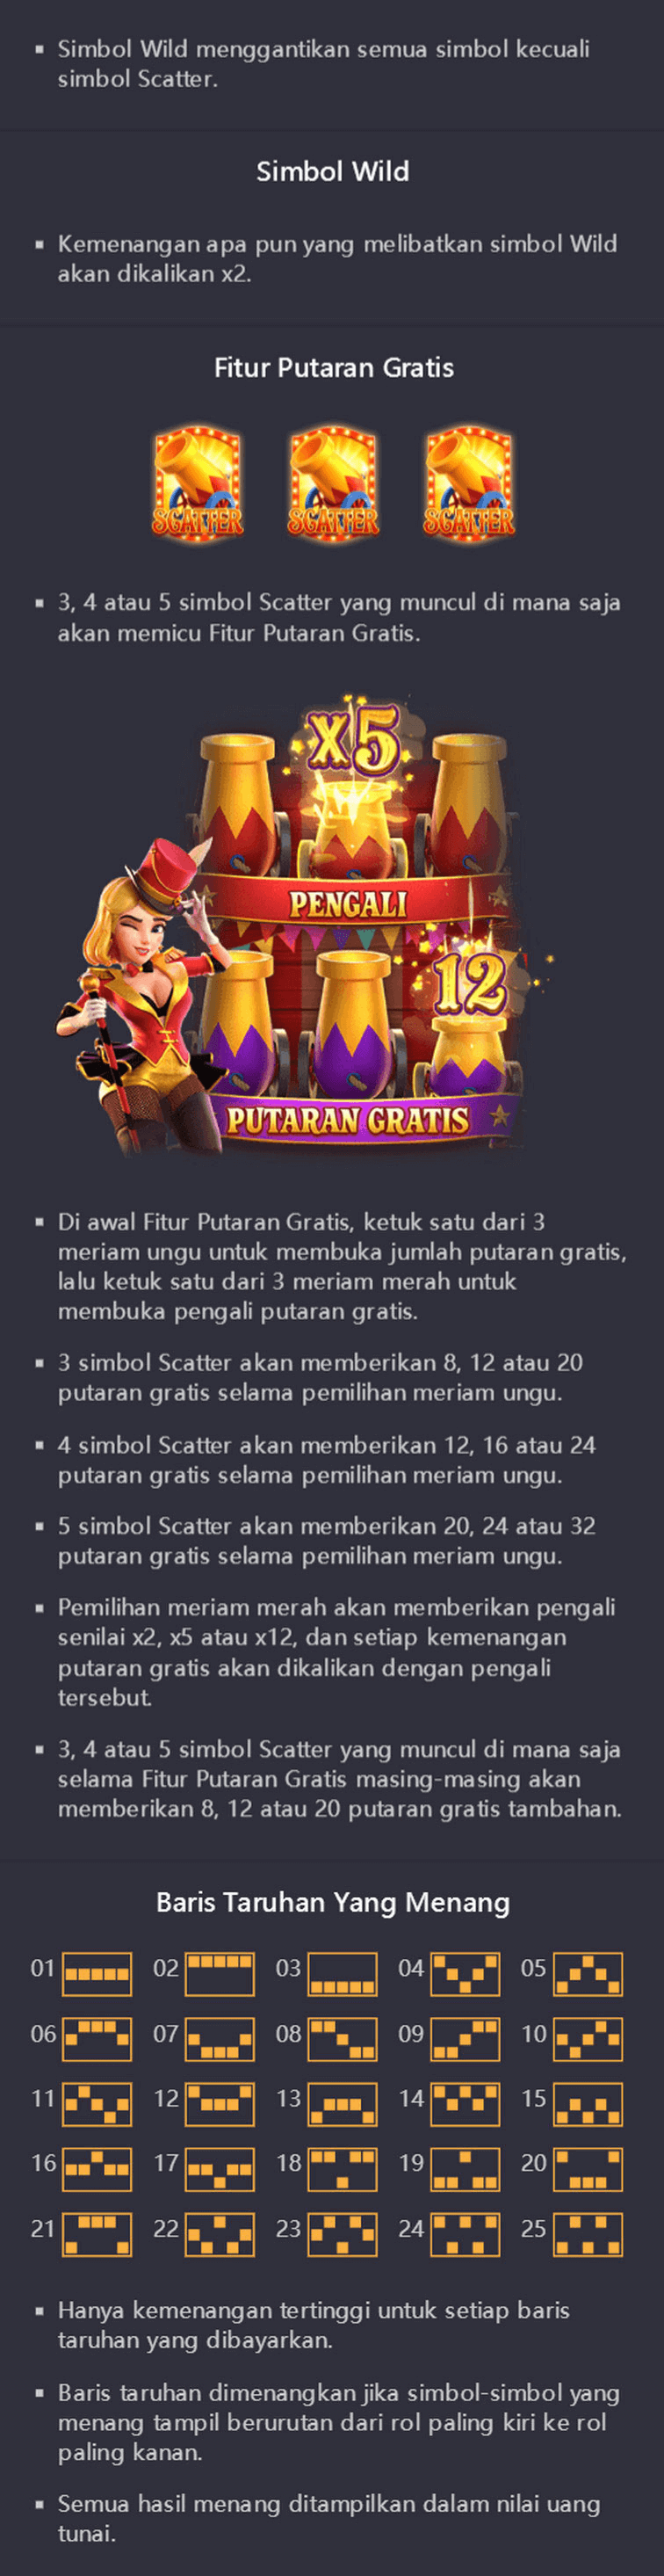 ▪ Simbol Wild menggantikan semua simbol kecuali
simbol Scatter.
Simbol Wild
▪ Kemenangan apa pun yang melibatkan simbol Wild
akan dikalikan x2.
Fitur Putaran Gratis
SCATTER SCATTER SCATTER
▪ 3, 4 atau 5 simbol Scatter yang muncul di mana saja
akan memicu Fitur Putaran Gratis.
X5
PENGALI
12
PUTARAN GRATIS
▪ Di awal Fitur Putaran Gratis, ketuk satu dari 3
meriam ungu untuk membuka jumlah putaran gratis,
lalu ketuk satu dari 3 meriam merah untuk
membuka pengali putaran gratis.
▪ 3 simbol Scatter akan memberikan 8, 12 atau 20
putaran gratis selama pemilihan meriam ungu.
▪ 4 simbol Scatter akan memberikan 12, 16 atau 24
putaran gratis selama pemilihan meriam ungu.
▪ 5 simbol Scatter akan memberikan 20, 24 atau 32
putaran gratis selama pemilihan meriam ungu.
▪ Pemilihan meriam merah akan memberikan pengali
senilai x2, x5 atau x12, dan setiap kemenangan
putaran gratis akan dikalikan dengan pengali
tersebut.
▪ 3, 4 atau 5 simbol Scatter yang muncul di mana saja
selama Fitur Putaran Gratis masing-masing akan
memberikan 8, 12 atau 20 putaran gratis tambahan.
Baris Taruhan Yang Menang
01 02 03 04 05
06 07 08 09 10
11 12 13 14 15
16 17 18 19 20
21 22 23 24 25
▪ Hanya kemenangan tertinggi untuk setiap baris
taruhan yang dibayarkan.
▪ Baris taruhan dimenangkan jika simbol-simbol yang
menang tampil berurutan dari rol paling kiri ke rol
paling kanan.
▪ Semua hasil menang ditampilkan dalam nilai uang
tunai.